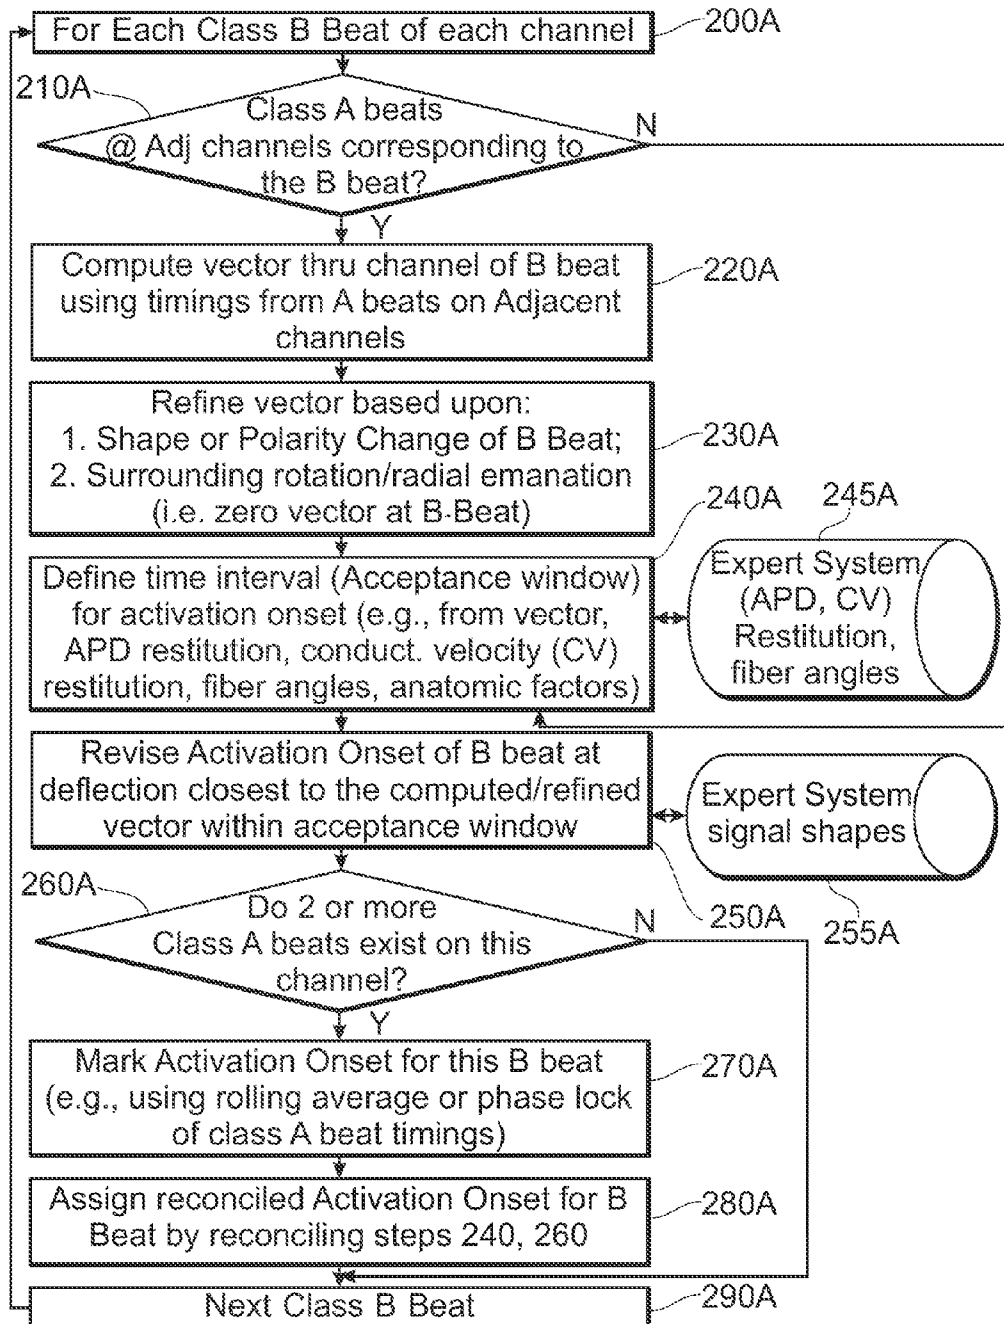 For Each Class B Beat of each channel
200A
210A
Class A beats
@ Adj channels corresponding to
the B beat?
N
Y
Compute vector thru channel of B beat
using timings from A beats on Adjacent
channels
220A
Refine vector based upon:
1. Shape or Polarity Change of B Beat;
2. Surrounding rotation/radial emanation
(i.e. zero vector at B-Beat)
230A
240A
Define time interval (Acceptance window)
for activation onset (e.g., from vector,
APD restitution, conduct. velocity (CV)
restitution, fiber angles, anatomic factors)
245A
Expert System
(APD, CV)
Restitution,
fiber angles
Revise Activation Onset of B beat at
deflection closest to the computed/refined
vector within acceptance window
250A
Expert System
signal shapes
255A
260A
Do 2 or more
Class A beats exist on this
channel?
N
Y
Mark Activation Onset for this B beat
(e.g., using rolling average or phase lock
of class A beat timings)
270A
Assign reconciled Activation Onset for B
Beat by reconciling steps 240, 260
280A
Next Class B Beat
290A